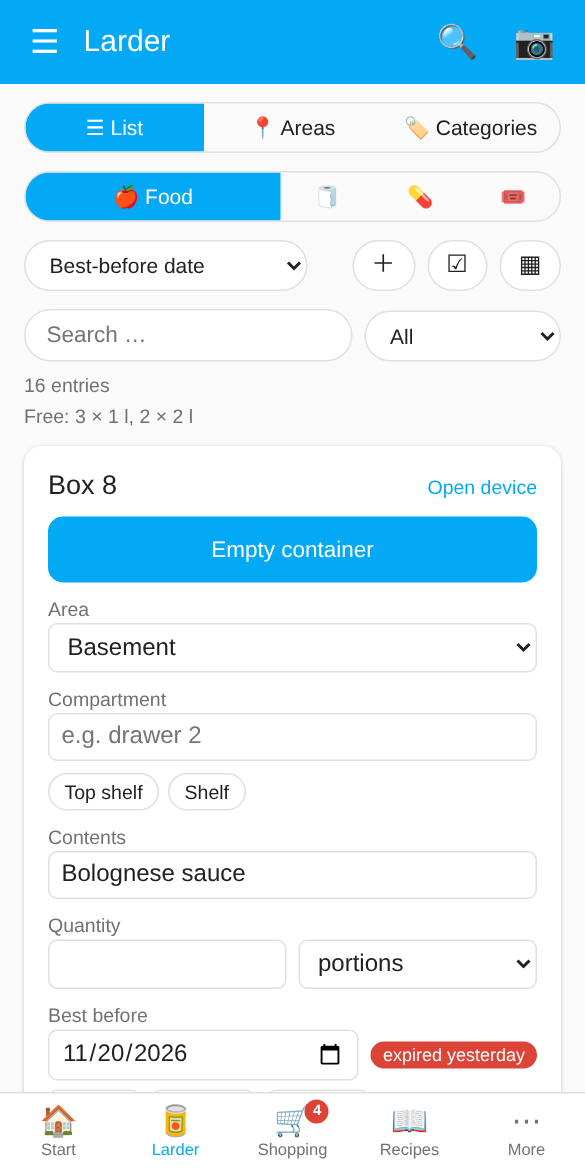 Larder
List
Areas
Categories
Food
Best-before date
Search …
All
16 entries
Free: 3 × 1 l, 2 × 2 l
Box 8
Open device
Empty container
Area
Basement
Compartment
e.g. drawer 2
Top shelf
Shelf
Contents
Bolognese sauce
Quantity
portions
Best before
11/20/2026
expired yesterday
4
Start
Larder
Shopping
Recipes
More